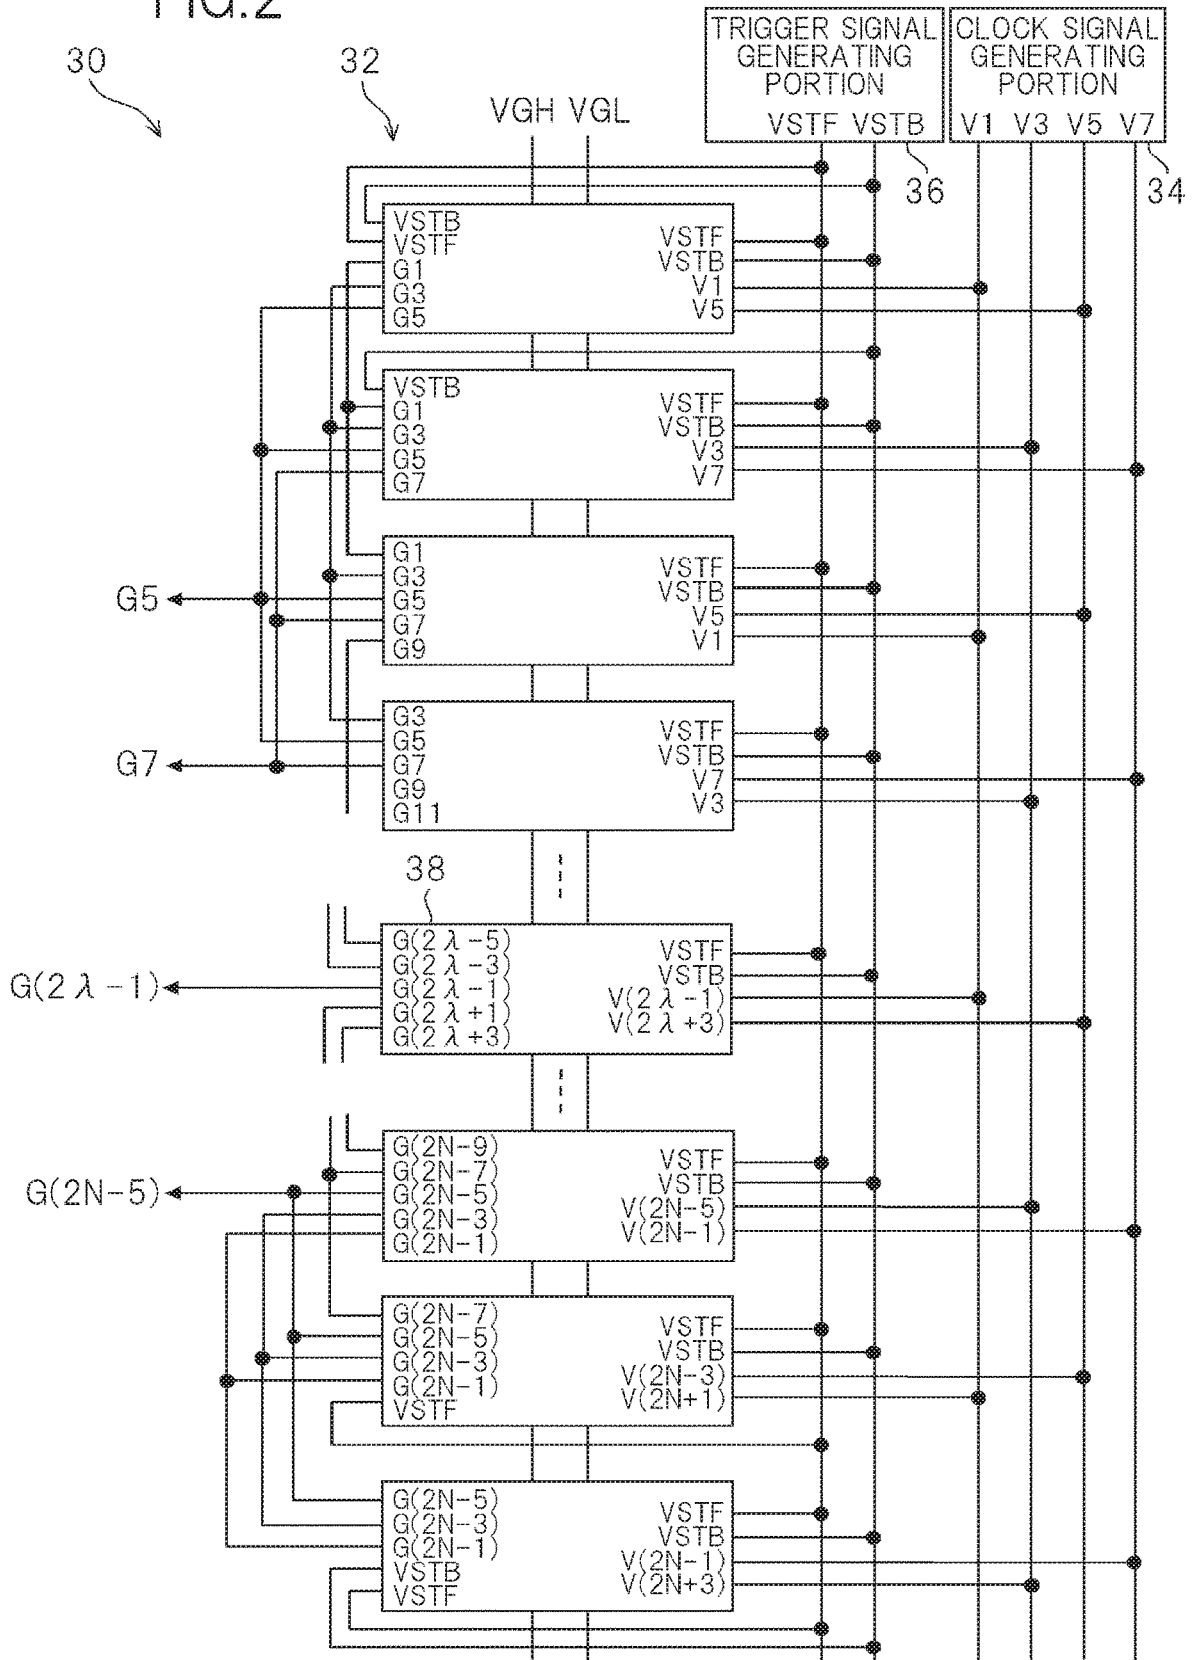 FIG.2
30
32
VGH VGL
TRIGGER SIGNAL
GENERATING
PORTION
VSTF VSTB
CLOCK SIGNAL
GENERATING
PORTION
V1 V3 V5 V7
36
34
VSTB
VSTF
G1
G3
G5
VSTF
VSTB
V1
V5
VSTB
G1
G3
G5
G7
VSTF
VSTB
V3
V7
G5
G1
G3
G5
G7
G9
VSTF
VSTB
V5
V1
G7
G3
G5
G7
G9
G11
VSTF
VSTB
V7
V3
38
G(2λ-1)
G(2λ-5)
G(2λ-3)
G(2λ-1)
G(2λ+1)
G(2λ+3)
VSTF
VSTB
V(2λ-1)
V(2λ+3)
G(2N-5)
G(2N-9)
G(2N-7)
G(2N-5)
G(2N-3)
G(2N-1)
VSTF
VSTB
V(2N-5)
V(2N-1)
G(2N-7)
G(2N-5)
G(2N-3)
G(2N-1)
VSTF
VSTF
VSTB
V(2N-3)
V(2N+1)
G(2N-5)
G(2N-3)
G(2N-1)
VSTB
VSTF
VSTF
VSTB
V(2N-1)
V(2N+3)